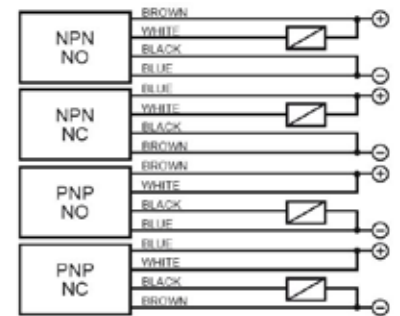 NPN
NO
BROWN
WHITE
BLACK
BLUE
+
−
NPN
NC
BLUE
WHITE
BLACK
BROWN
+
−
PNP
NO
BROWN
WHITE
BLACK
BLUE
+
−
PNP
NC
BLUE
WHITE
BLACK
BROWN
+
−